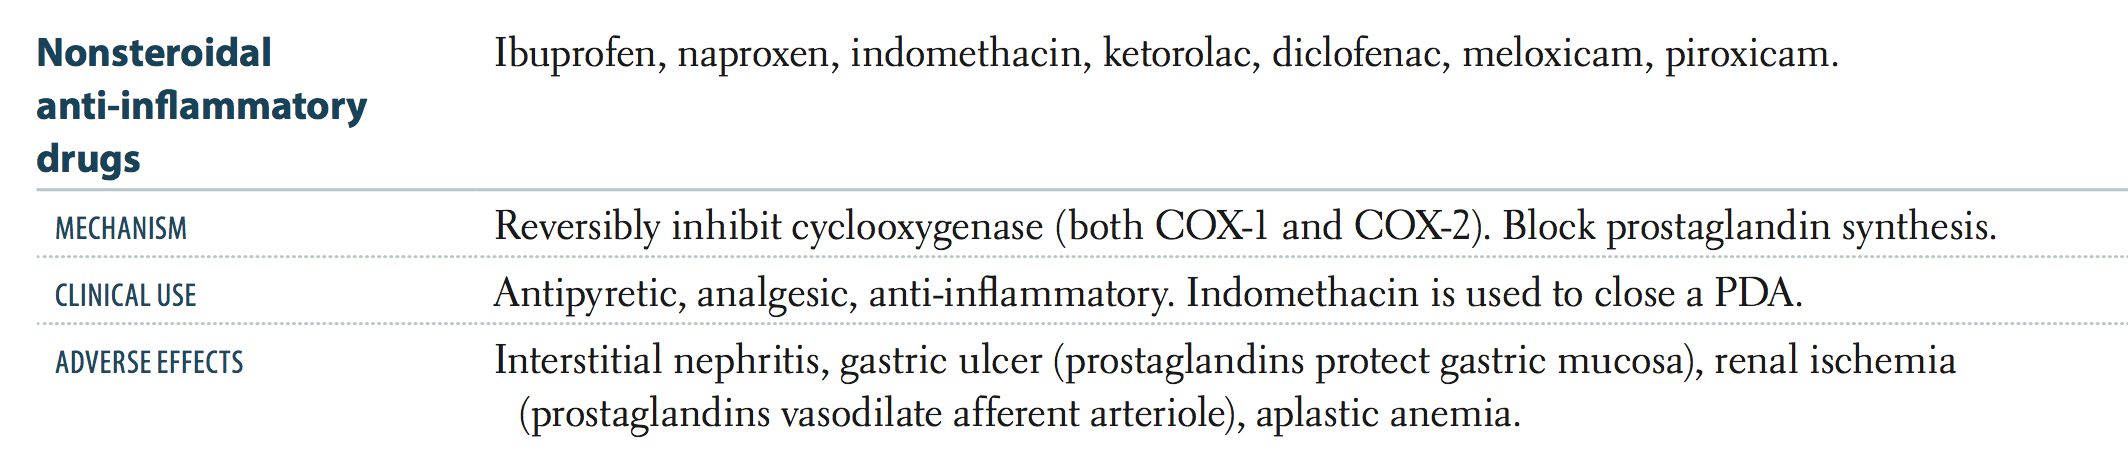 Nonsteroidal
anti-inflammatory
drugs
Ibuprofen, naproxen, indomethacin, ketorolac, diclofenac, meloxicam, piroxicam.
MECHANISM
Reversibly inhibit cyclooxygenase (both COX-1 and COX-2). Block prostaglandin synthesis.
CLINICAL USE
Antipyretic, analgesic, anti-inflammatory. Indomethacin is used to close a PDA.
ADVERSE EFFECTS
Interstitial nephritis, gastric ulcer (prostaglandins protect gastric mucosa), renal ischemia
(prostaglandins vasodilate afferent arteriole), aplastic anemia.